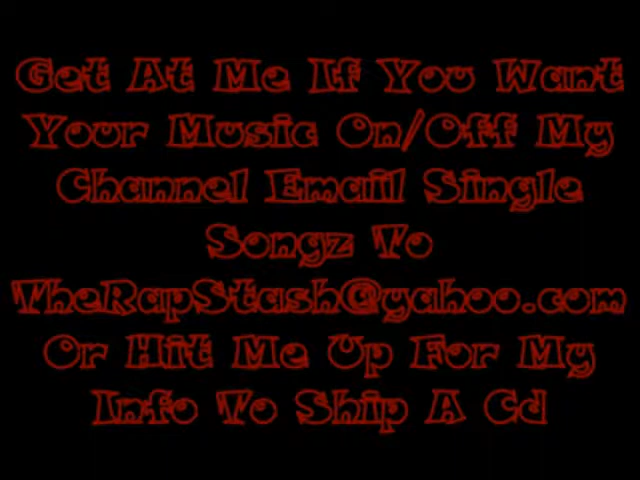 Get At Me If You Want
Your Music On/Off My
Channel Email Single
Songz To
TheRapStash@yahoo.com
Or Hit Me Up For My
Info To Ship A Cd